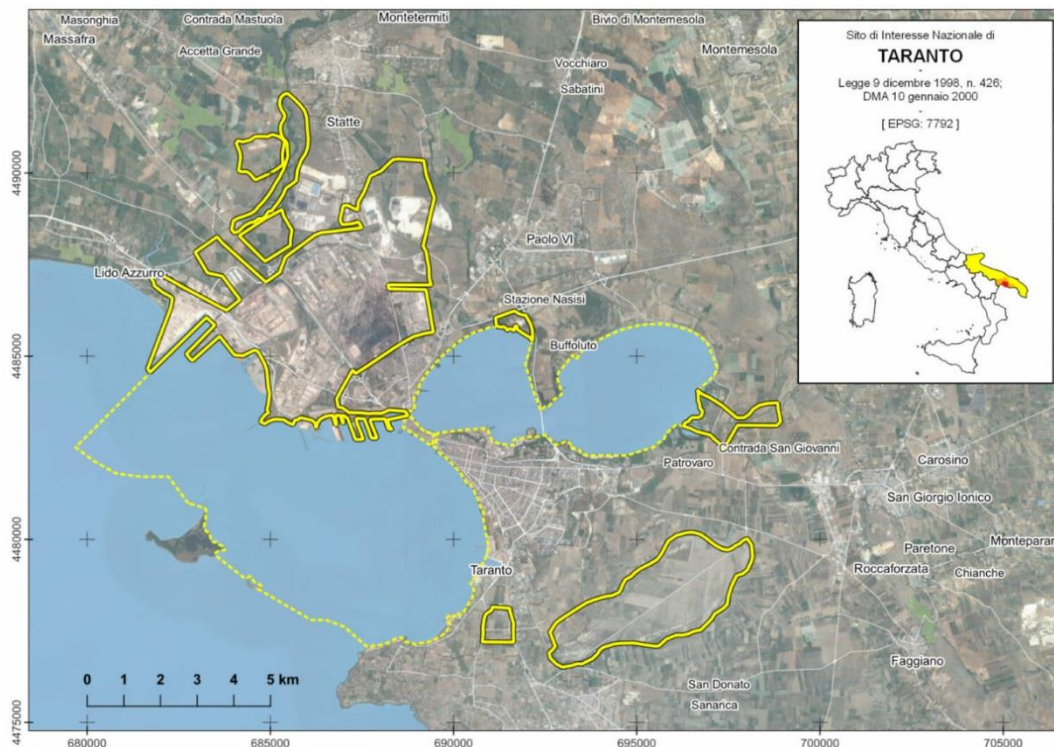 Masonghia
Contrada Mastuola
Montetermiti
Bivio di Montemesola
Massafra
Accetta Grande
Montemesola
Vocchiaro
Sabatini
Statte
Paolo VI
Lido Azzurro
Stazione Nasisi
Buffoluto
Contrada San Giovanni
Patrovaro
Carosino
San Giorgio Ionico
Monteparan
Paretone
Roccaforzata
Chianche
Taranto
Faggiano
San Donato
Sanarica
Sito di Interesse Nazionale di
TARANTO
-
Legge 9 dicembre 1998, n. 426;
DMA 10 gennaio 2000
-
[ EPSG: 7792 ]
0 1 2 3 4 5 km
4490000
4485000
4480000
4475000
680000 685000 690000 695000 700000 705000